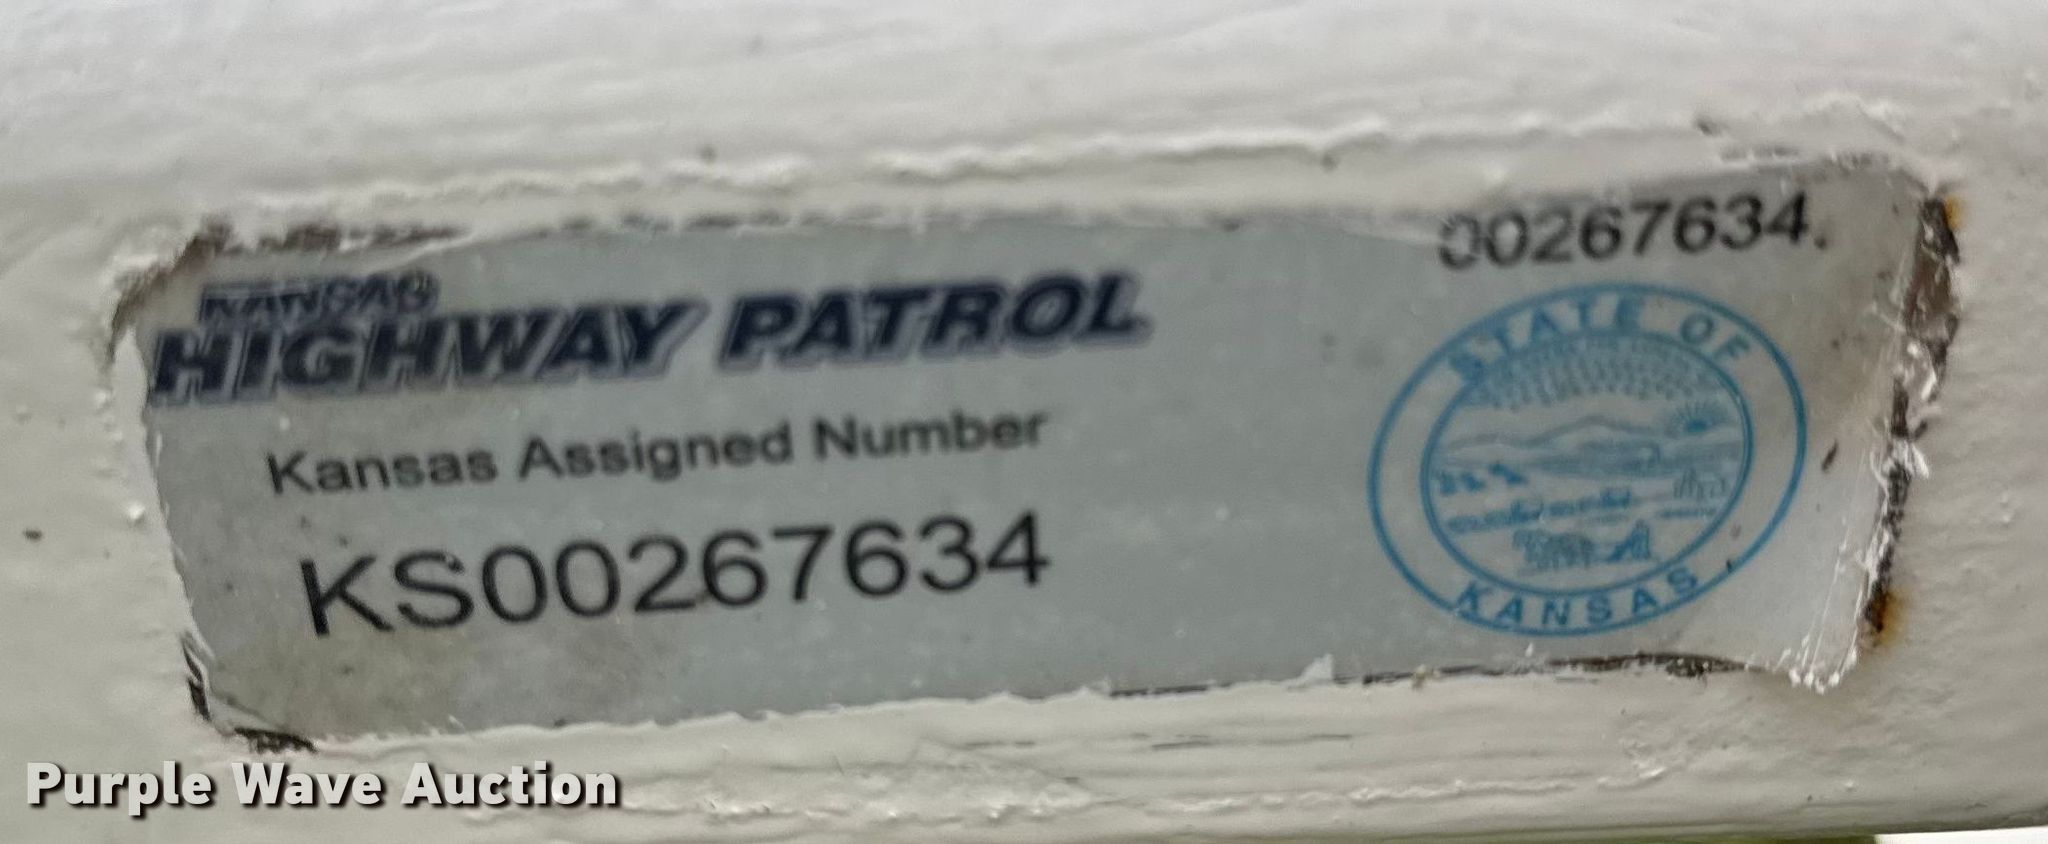 00267634.
KANSAS
HIGHWAY PATROL
STATE OF
Kansas Assigned Number
KS00267634
KANSAS
Purple Wave Auction